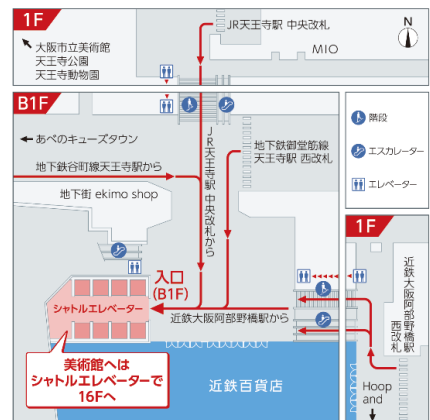 1F
JR天王寺駅 中央改札
MIO
N
大阪市立美術館
天王寺公園
天王寺動物園
B1F
あべのキューズタウン
地下鉄谷町線天王寺駅から
地下街 ekimo shop
JR天王寺駅 中央改札から
地下鉄御堂筋線
天王寺駅 西改札
階段
エスカレーター
エレベーター
入口
(B1F)
シャトルエレベーター
近鉄大阪阿部野橋駅から
美術館へは
シャトルエレベーターで
16Fへ
近鉄百貨店
1F
近鉄大阪阿部野橋駅
西改札
Hoop
and